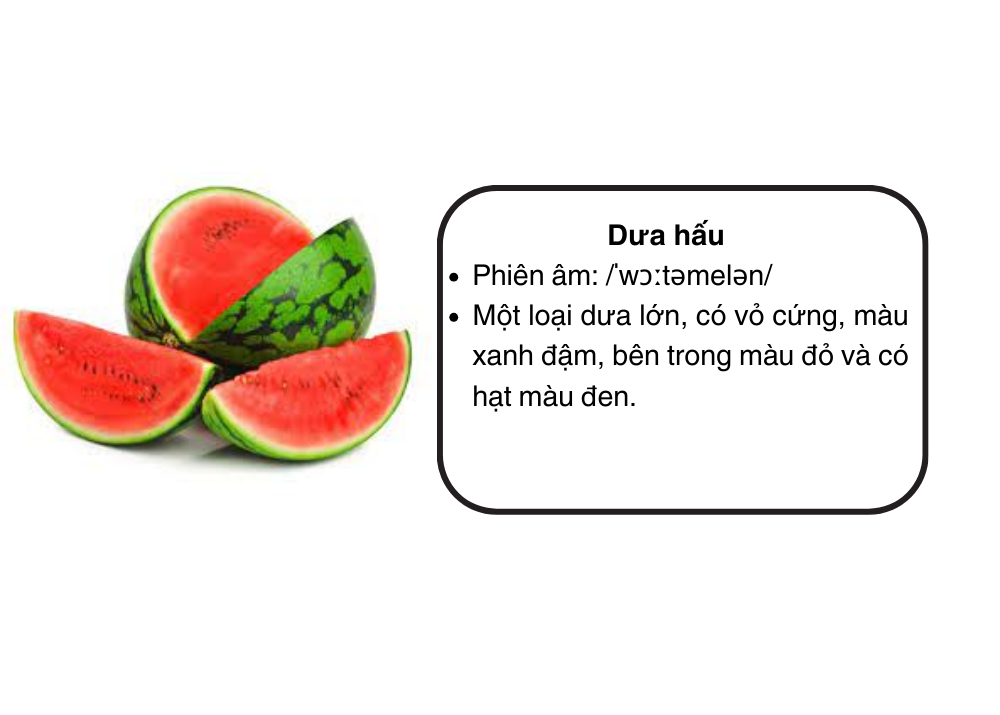 Dưa hấu
• Phiên âm: /ˈwɔːtəmelən/
• Một loại dưa lớn, có vỏ cứng, màu
xanh đậm, bên trong màu đỏ và có
hạt màu đen.